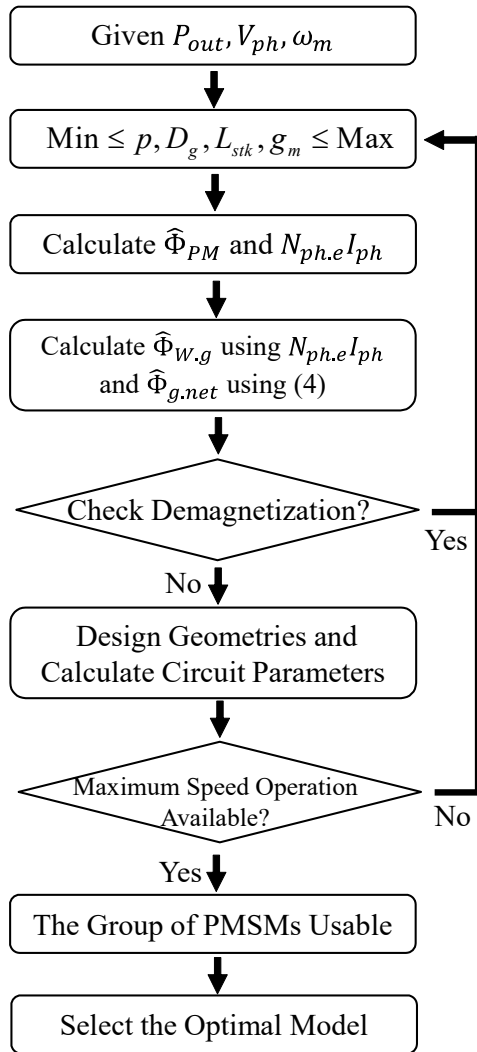 Given P_out, V_ph, ω_m
Min ≤ p, D_g, L_stk, g_m ≤ Max
Calculate Φ̂_PM and N_ph.e I_ph
Calculate Φ̂_W.g using N_ph.e I_ph
and Φ̂_g.net using (4)
Check Demagnetization?
Yes
No
Design Geometries and
Calculate Circuit Parameters
Maximum Speed Operation
Available?
No
Yes
The Group of PMSMs Usable
Select the Optimal Model